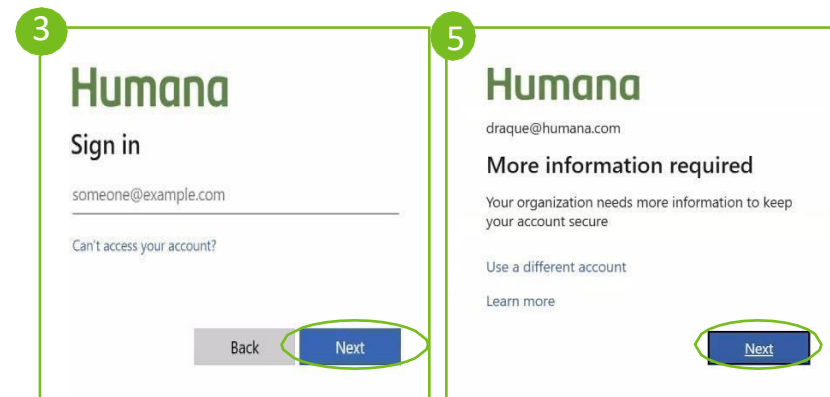 3
Humana
Sign in
someone@example.com
Can't access your account?
Back
Next
5
Humana
draque@humana.com
More information required
Your organization needs more information to keep
your account secure
Use a different account
Learn more
Next